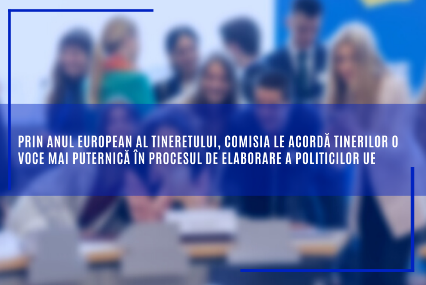 PRIN ANUL EUROPEAN AL TINERETULUI, COMISIA LE ACORDĂ TINERILOR O
VOCE MAI PUTERNICĂ ÎN PROCESUL DE ELABORARE A POLITICILOR UE